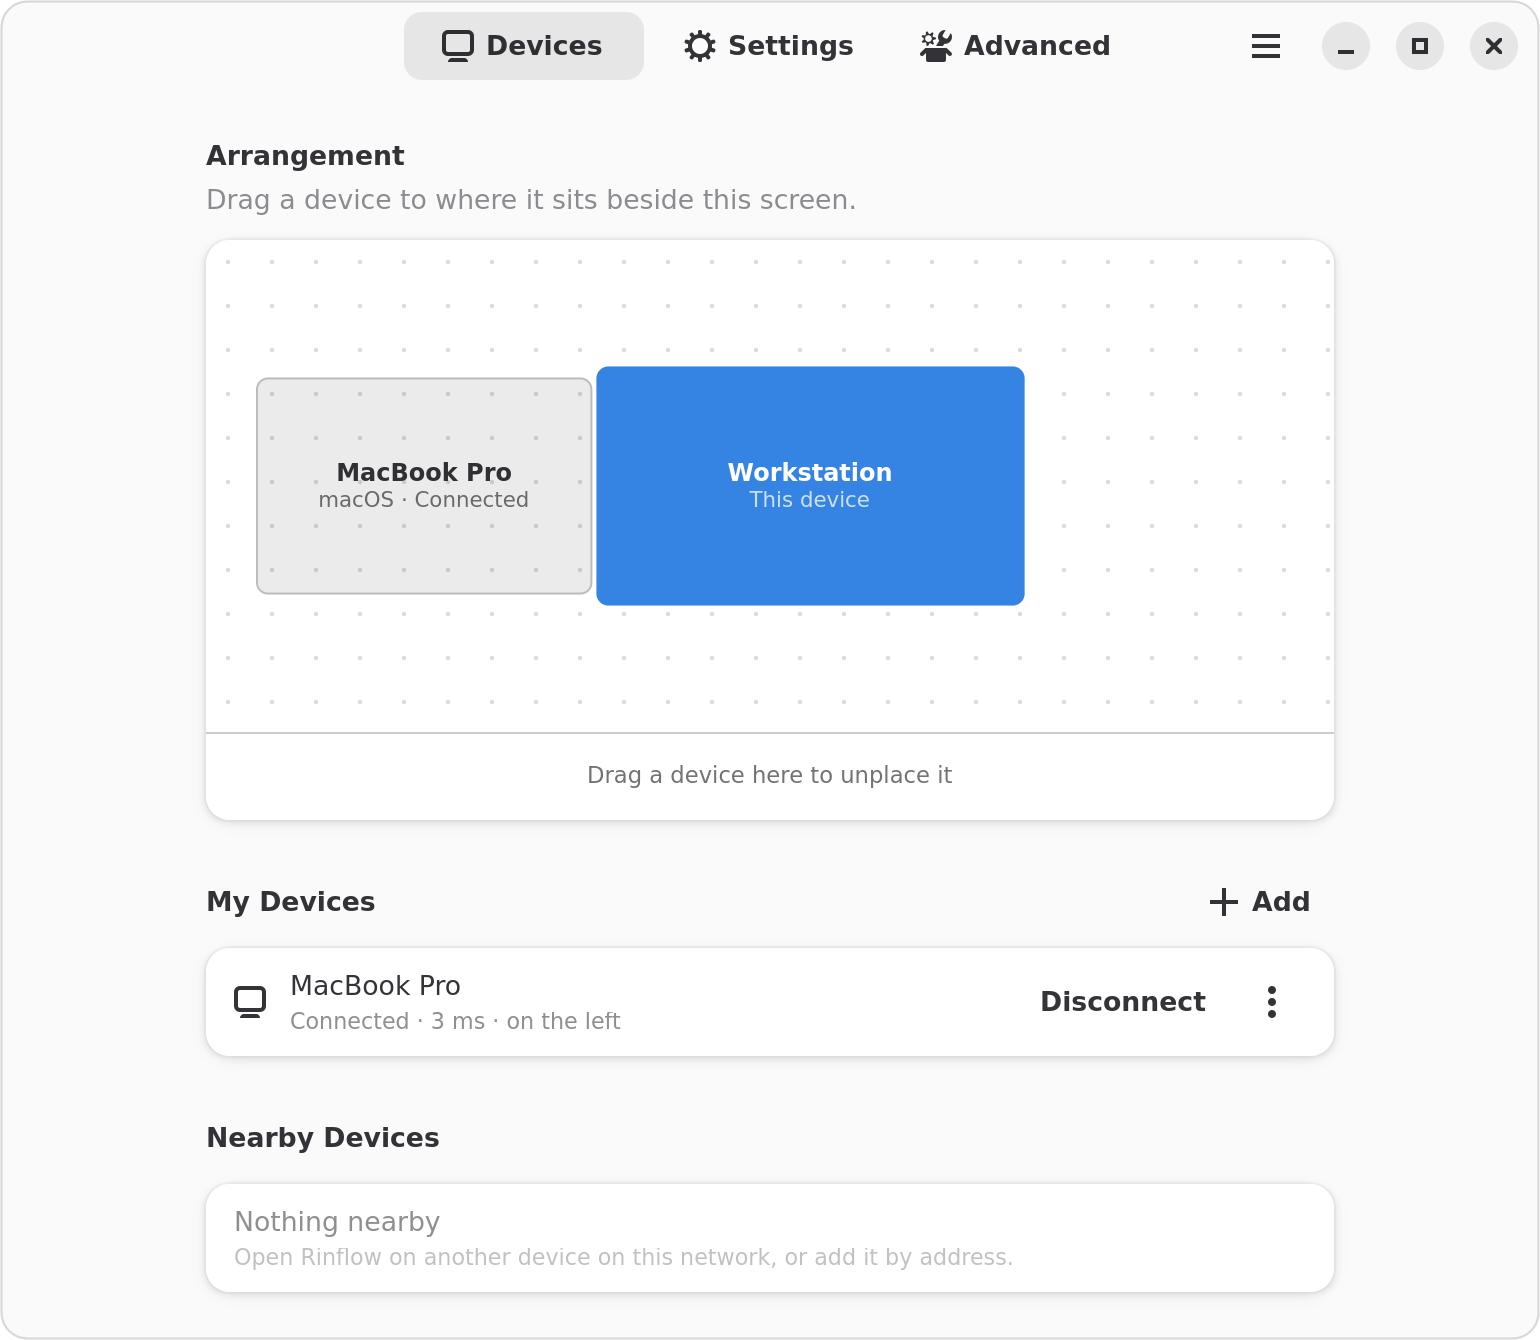 Devices
Settings
Advanced
Arrangement
Drag a device to where it sits beside this screen.
MacBook Pro
macOS · Connected
Workstation
This device
Drag a device here to unplace it
My Devices
Add
MacBook Pro
Connected · 3 ms · on the left
Disconnect
Nearby Devices
Nothing nearby
Open Rinflow on another device on this network, or add it by address.